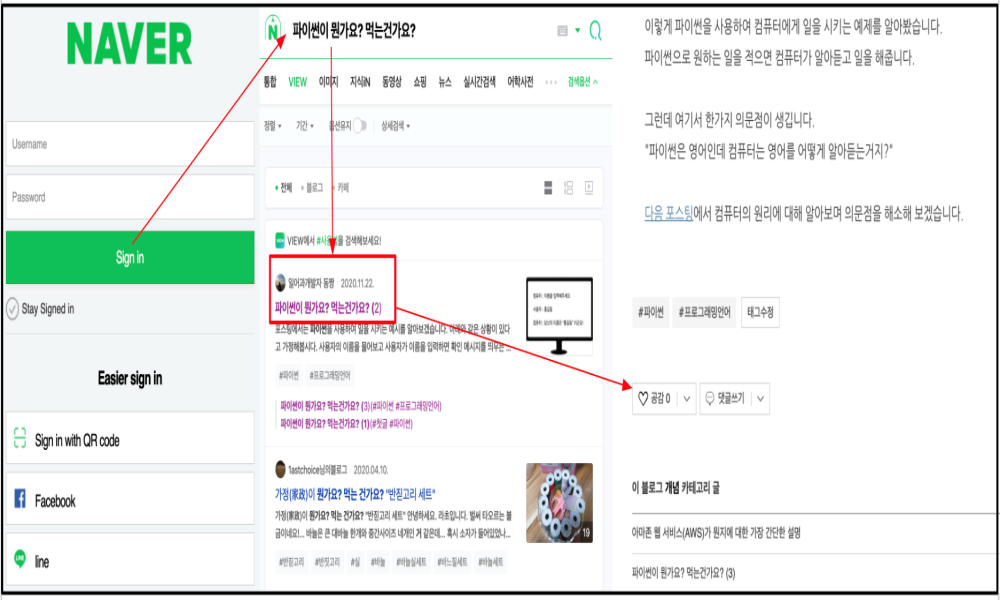 NAVER
Username
Password
Sign in
Stay Signed in
Easier sign in
Sign in with QR code
Facebook
line
파이썬이 뭔가요? 먹는건가요?
통합 VIEW 이미지 지식iN 동영상 쇼핑 뉴스 실시간검색 어학사전 검색옵션
정렬 기간 옵션유지 상세검색
전체 블로그 카페
VIEW에서 #사용법을 검색해보세요!
일어과개발자 동짱 2020.11.22.
파이썬이 뭔가요? 먹는건가요? (2)
포스팅에서는 파이썬을 사용하여 일을 시키는 예시를 알아보겠습니다. 아래와 같은 상황이 있다
고 가정해봅시다. 사용자의 이름을 물어보고 사용자가 이름을 입력하면 확인 메시지를 띄우는 ...
#파이썬 #프로그래밍언어
파이썬이 뭔가요? 먹는건가요? (3)(#파이썬 #프로그래밍언어)
파이썬이 뭔가요? 먹는건가요? (1)(#첫글 #파이썬)
1astchoice님의블로그 2020.04.10.
가정(家政)이 뭔가요? 먹는 건가요? "반짇고리 세트"
가정(家政)이 뭔가요? 먹는 건가요? "반짇고리 세트" 안녕하세요. 라초입니다. 벌써 타오르는 불
금이네요!... 바늘은 큰 대바늘 한개와 중간사이즈 네개인 거 같은데... 혹시 소자가 들어있었나...
#반짇고리 #반짓고리 #실 #바늘 #바늘실세트 #바느질세트 #바늘세트
19
이렇게 파이썬을 사용하여 컴퓨터에게 일을 시키는 예제를 알아봤습니다.
파이썬으로 원하는 일을 적으면 컴퓨터가 알아듣고 일을 해줍니다.
그런데 여기서 한가지 의문점이 생깁니다.
"파이썬은 영어인데 컴퓨터는 영어를 어떻게 알아듣는거지?"
다음 포스팅에서 컴퓨터의 원리에 대해 알아보며 의문점을 해소해 보겠습니다.
#파이썬 #프로그래밍언어 태그수정
공감 0 댓글쓰기
이 블로그 개념 카테고리 글
아마존 웹 서비스(AWS)가 뭔지에 대한 가장 간단한 설명
파이썬이 뭔가요? 먹는건가요? (3)